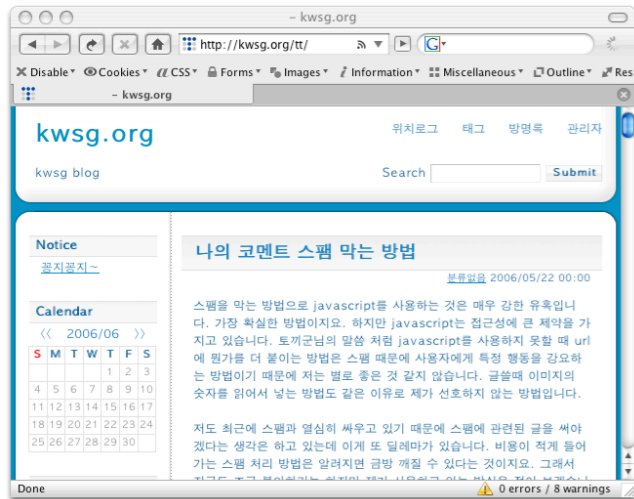 – kwsg.org
http://kwsg.org/tt/
G
Disable Cookies CSS Forms Images Information Miscellaneous Outline Res
– kwsg.org
kwsg.org
위치로그 태그 방명록 관리자
kwsg blog
Search Submit
Notice
꽁지꽁지~
Calendar
《 2006/06 》
S M T W T F S
1 2 3
4 5 6 7 8 9 10
11 12 13 14 15 16 17
18 19 20 21 22 23 24
25 26 27 28 29 30
나의 코멘트 스팸 막는 방법
분류없음 2006/05/22 00:00
스팸을 막는 방법으로 javascript를 사용하는 것은 매우 강한 유혹입니
다. 가장 확실한 방법이지요. 하지만 javascript는 접근성에 큰 제약을 가
지고 있습니다. 토끼군님의 말씀 처럼 javascript를 사용하지 못할 때 url
에 뭔가를 더 붙이는 방법은 스팸 때문에 사용자에게 특정 행동을 강요하
는 방법이기 때문에 저는 별로 좋은 것 같지 않습니다. 글쓸때 이미지의
숫자를 읽어서 넣는 방법도 같은 이유로 제가 선호하지 않는 방법입니다.
저도 최근에 스팸과 열심히 싸우고 있기 때문에 스팸에 관련된 글을 써야
겠다는 생각은 하고 있는데 이게 또 딜레마가 있습니다. 비용이 적게 들어
가는 스팸 처리 방법은 알려지면 금방 깨질 수 있다는 것이지요. 그래서
Done
0 errors / 8 warnings